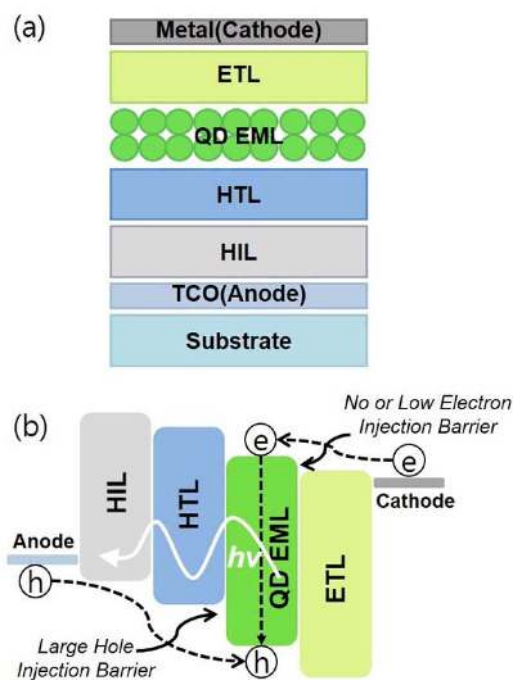 (a)
Metal(Cathode)
ETL
QD EML
HTL
HIL
TCO(Anode)
Substrate
(b)
No or Low Electron
Injection Barrier
e
e
Cathode
HIL
HTL
hv
QD EML
ETL
Anode
h
Large Hole
Injection Barrier
h